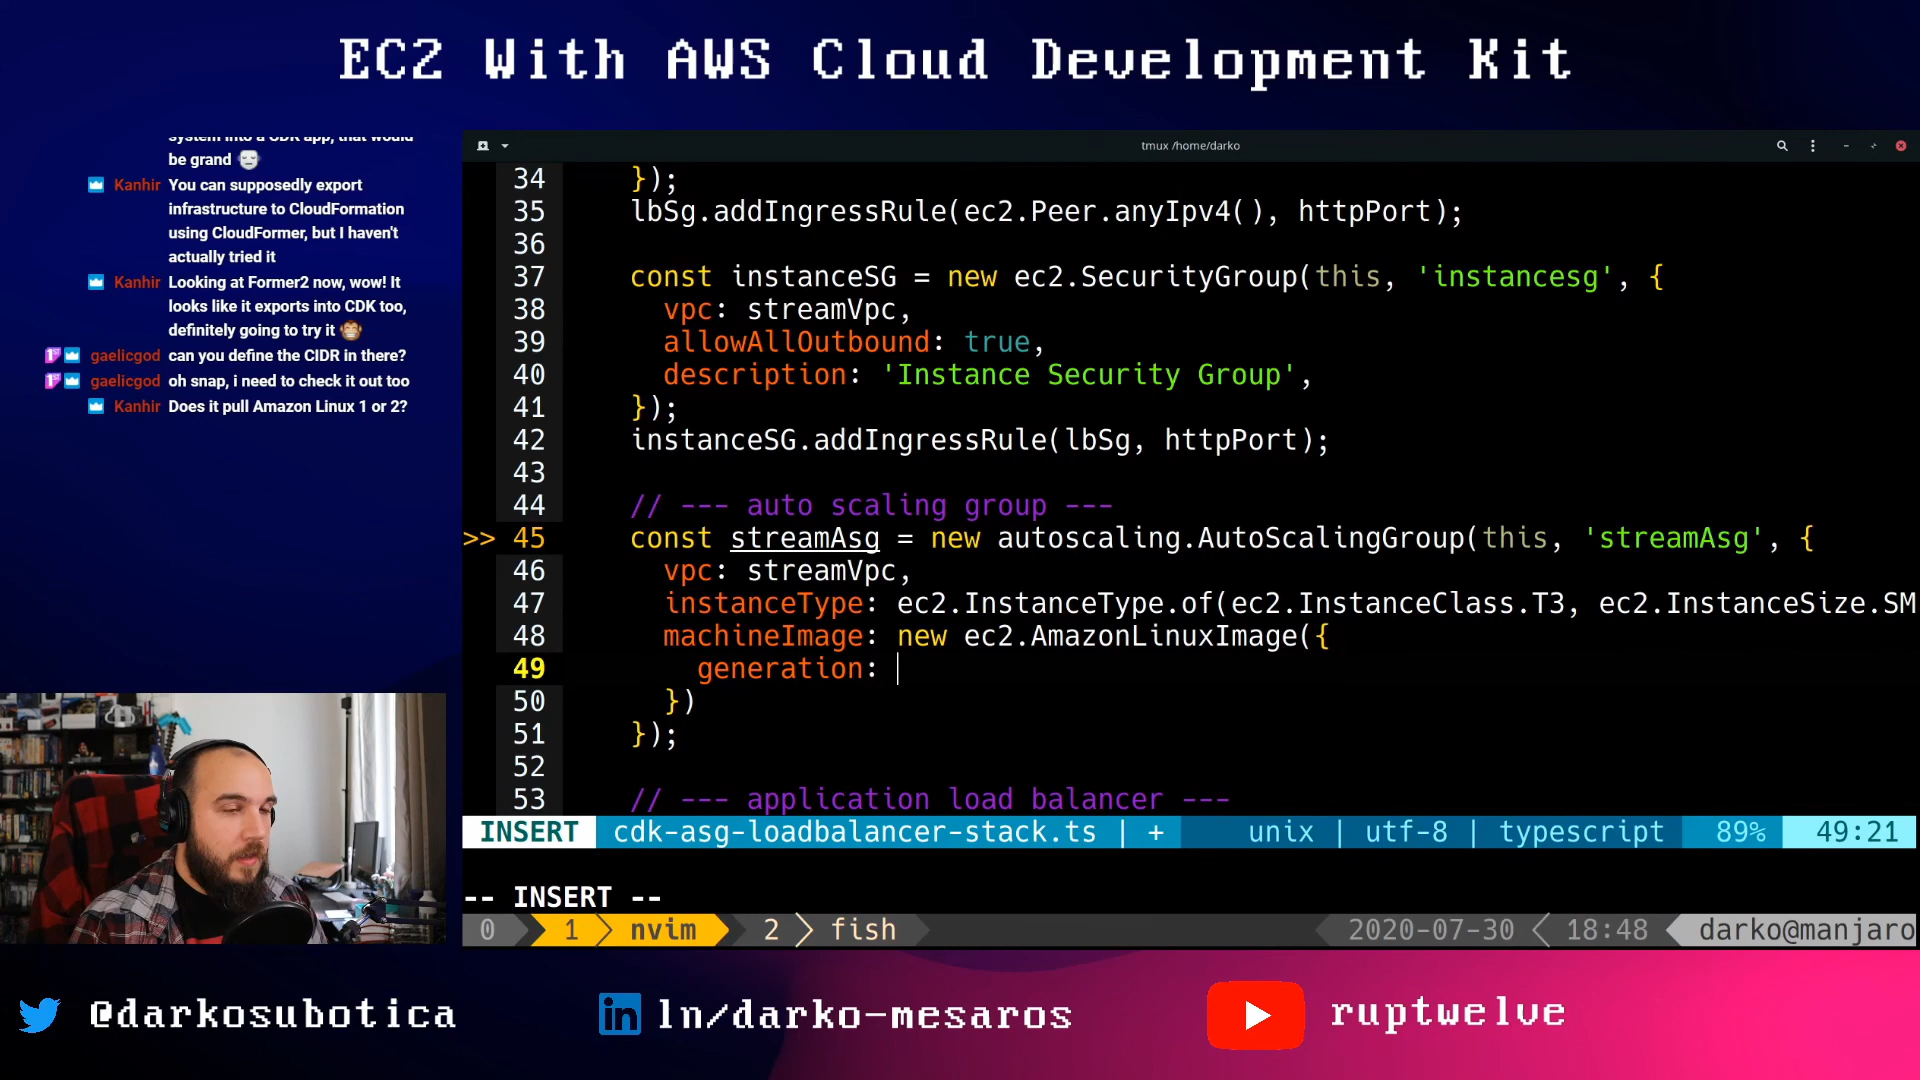 EC2 With AWS Cloud Development Kit
system into a CDK app, that would
be grand
Kanhir You can supposedly export
infrastructure to CloudFormation
using CloudFormer, but I haven't
actually tried it
Kanhir Looking at Former2 now, wow! It
looks like it exports into CDK too,
definitely going to try it
gaelicgod can you define the CIDR in there?
gaelicgod oh snap, i need to check it out too
Kanhir Does it pull Amazon Linux 1 or 2?
tmux /home/darko
34 });
35 lbSg.addIngressRule(ec2.Peer.anyIpv4(), httpPort);
36
37 const instanceSG = new ec2.SecurityGroup(this, 'instancesg', {
38 vpc: streamVpc,
39 allowAllOutbound: true,
40 description: 'Instance Security Group',
41 });
42 instanceSG.addIngressRule(lbSg, httpPort);
43
44 // --- auto scaling group ---
>> 45 const streamAsg = new autoscaling.AutoScalingGroup(this, 'streamAsg', {
46 vpc: streamVpc,
47 instanceType: ec2.InstanceType.of(ec2.InstanceClass.T3, ec2.InstanceSize.SM
48 machineImage: new ec2.AmazonLinuxImage({
49 generation:
50 })
51 });
52
53 // --- application load balancer ---
INSERT cdk-asg-loadbalancer-stack.ts | + unix | utf-8 | typescript 89% 49:21
-- INSERT --
0 1 nvim 2 fish 2020-07-30 18:48 darko@manjaro
@darkosubotica
in ln/darko-mesaros
ruptwelve